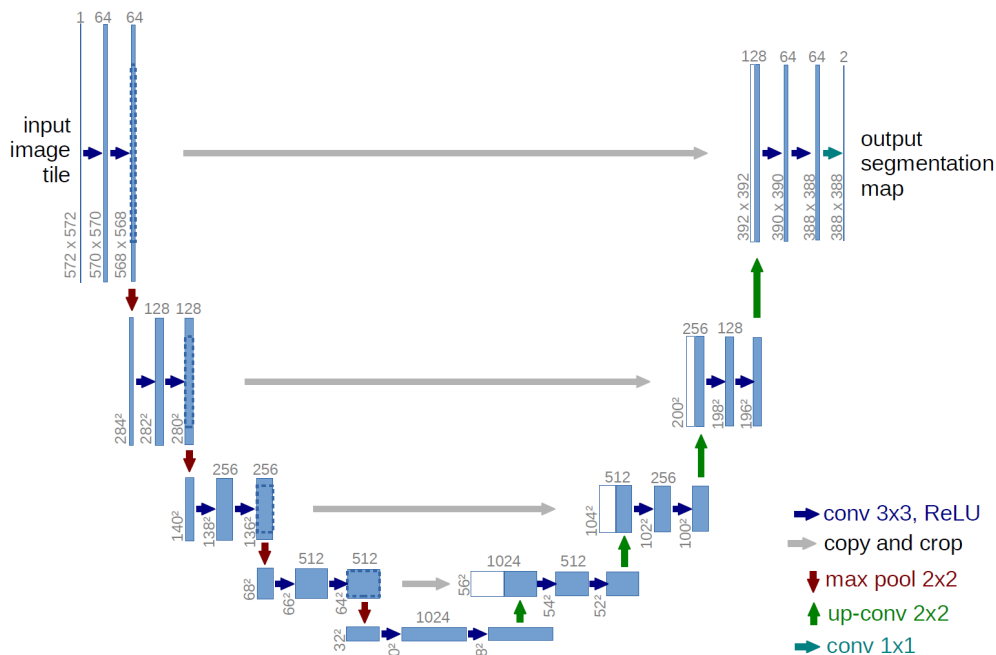 1 64 64
128 64 64 2
input
image
tile
output
segmentation
map
572 x 572
570 x 570
568 x 568
392 x 392
390 x 390
388 x 388
388 x 388
128 128
256 128
284²
282²
280²
200²
198²
196²
256 256
512 256
140²
138²
136²
104²
102²
100²
512 512
1024 512
68²
66²
64²
56²
54²
52²
1024
32²
conv 3x3, ReLU
copy and crop
max pool 2x2
up-conv 2x2
conv 1x1